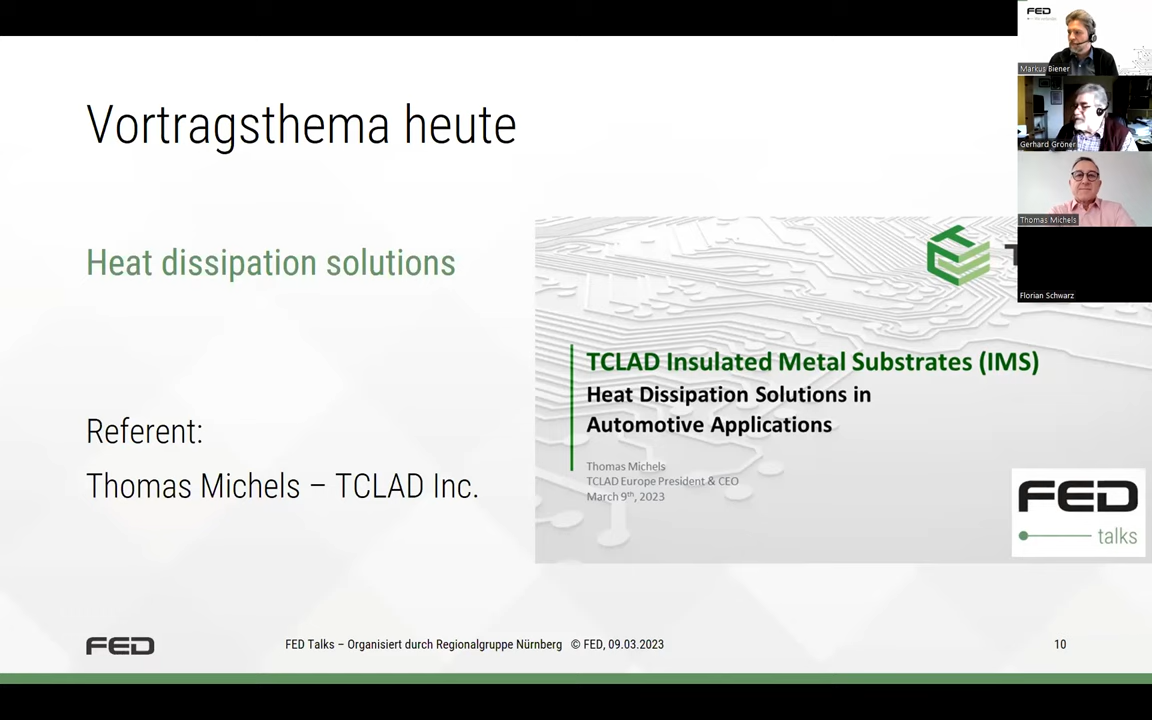 Vortragsthema heute
Heat dissipation solutions
Referent:
Thomas Michels – TCLAD Inc.
TCLAD Insulated Metal Substrates (IMS)
Heat Dissipation Solutions in
Automotive Applications
Thomas Michels
TCLAD Europe President & CEO
March 9th, 2023
FED
talks
FED
Markus Biener
Gerhard Gröner
Thomas Michels
Florian Schwarz
FED
FED Talks – Organisiert durch Regionalgruppe Nürnberg © FED, 09.03.2023
10